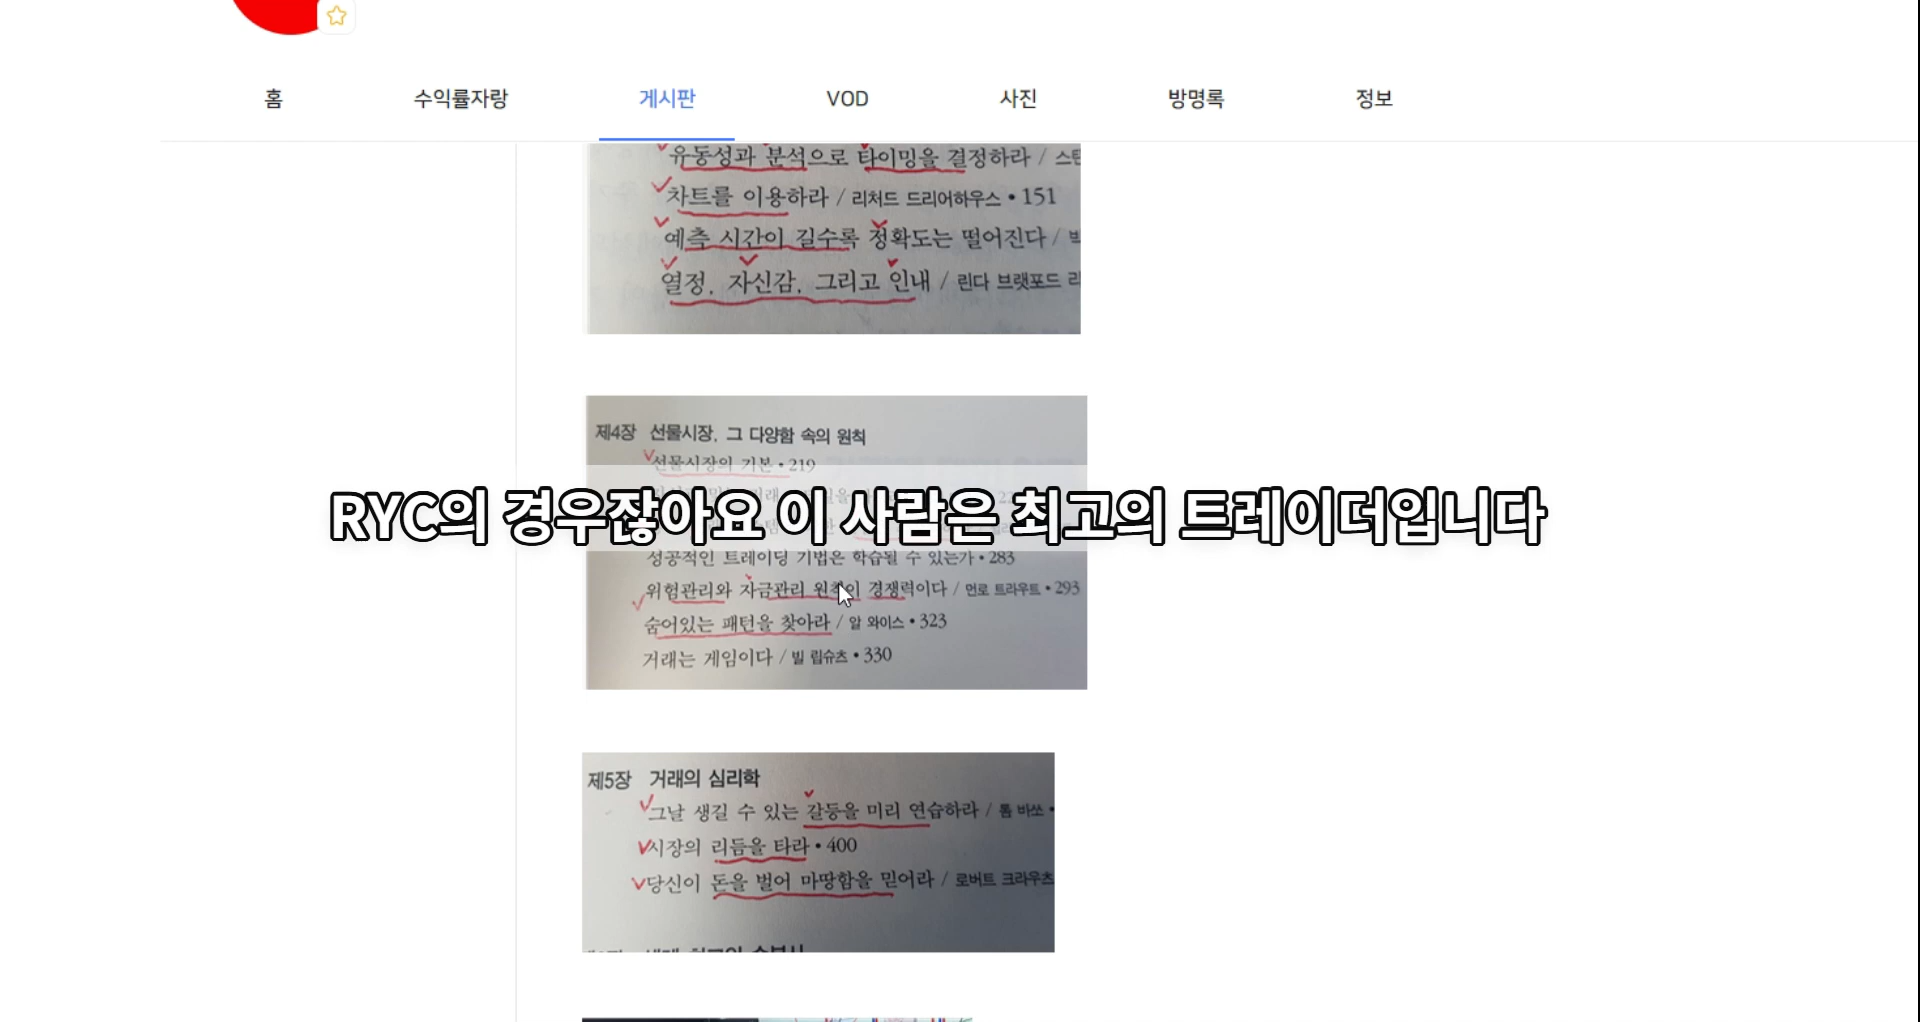 홈 수익률자랑 게시판 VOD 사진 방명록 정보
유동성과 분석으로 타이밍을 결정하라 /
차트를 이용하라 / 리처드 드리어하우스 • 151
예측 시간이 길수록 정확도는 떨어진다 /
열정, 자신감, 그리고 인내 / 린다 브랫포드
제4장 선물시장, 그 다양함 속의 원칙
선물시장의 기본 • 219
RYC의 경우잖아요 이 사람은 최고의 트레이더입니다
성공적인 트레이딩 기법은 학습될 수 있는가 • 283
위험관리와 자금관리 원칙이 경쟁력이다 / 먼로 트라우트 • 293
숨어있는 패턴을 찾아라 / 알 와이스 • 323
거래는 게임이다 / 빌 립슈츠 • 330
제5장 거래의 심리학
그날 생길 수 있는 갈등을 미리 연습하라 / 톰 바쏘 •
시장의 리듬을 타라 • 400
당신이 돈을 벌어 마땅함을 믿어라 / 로버트 크라우츠